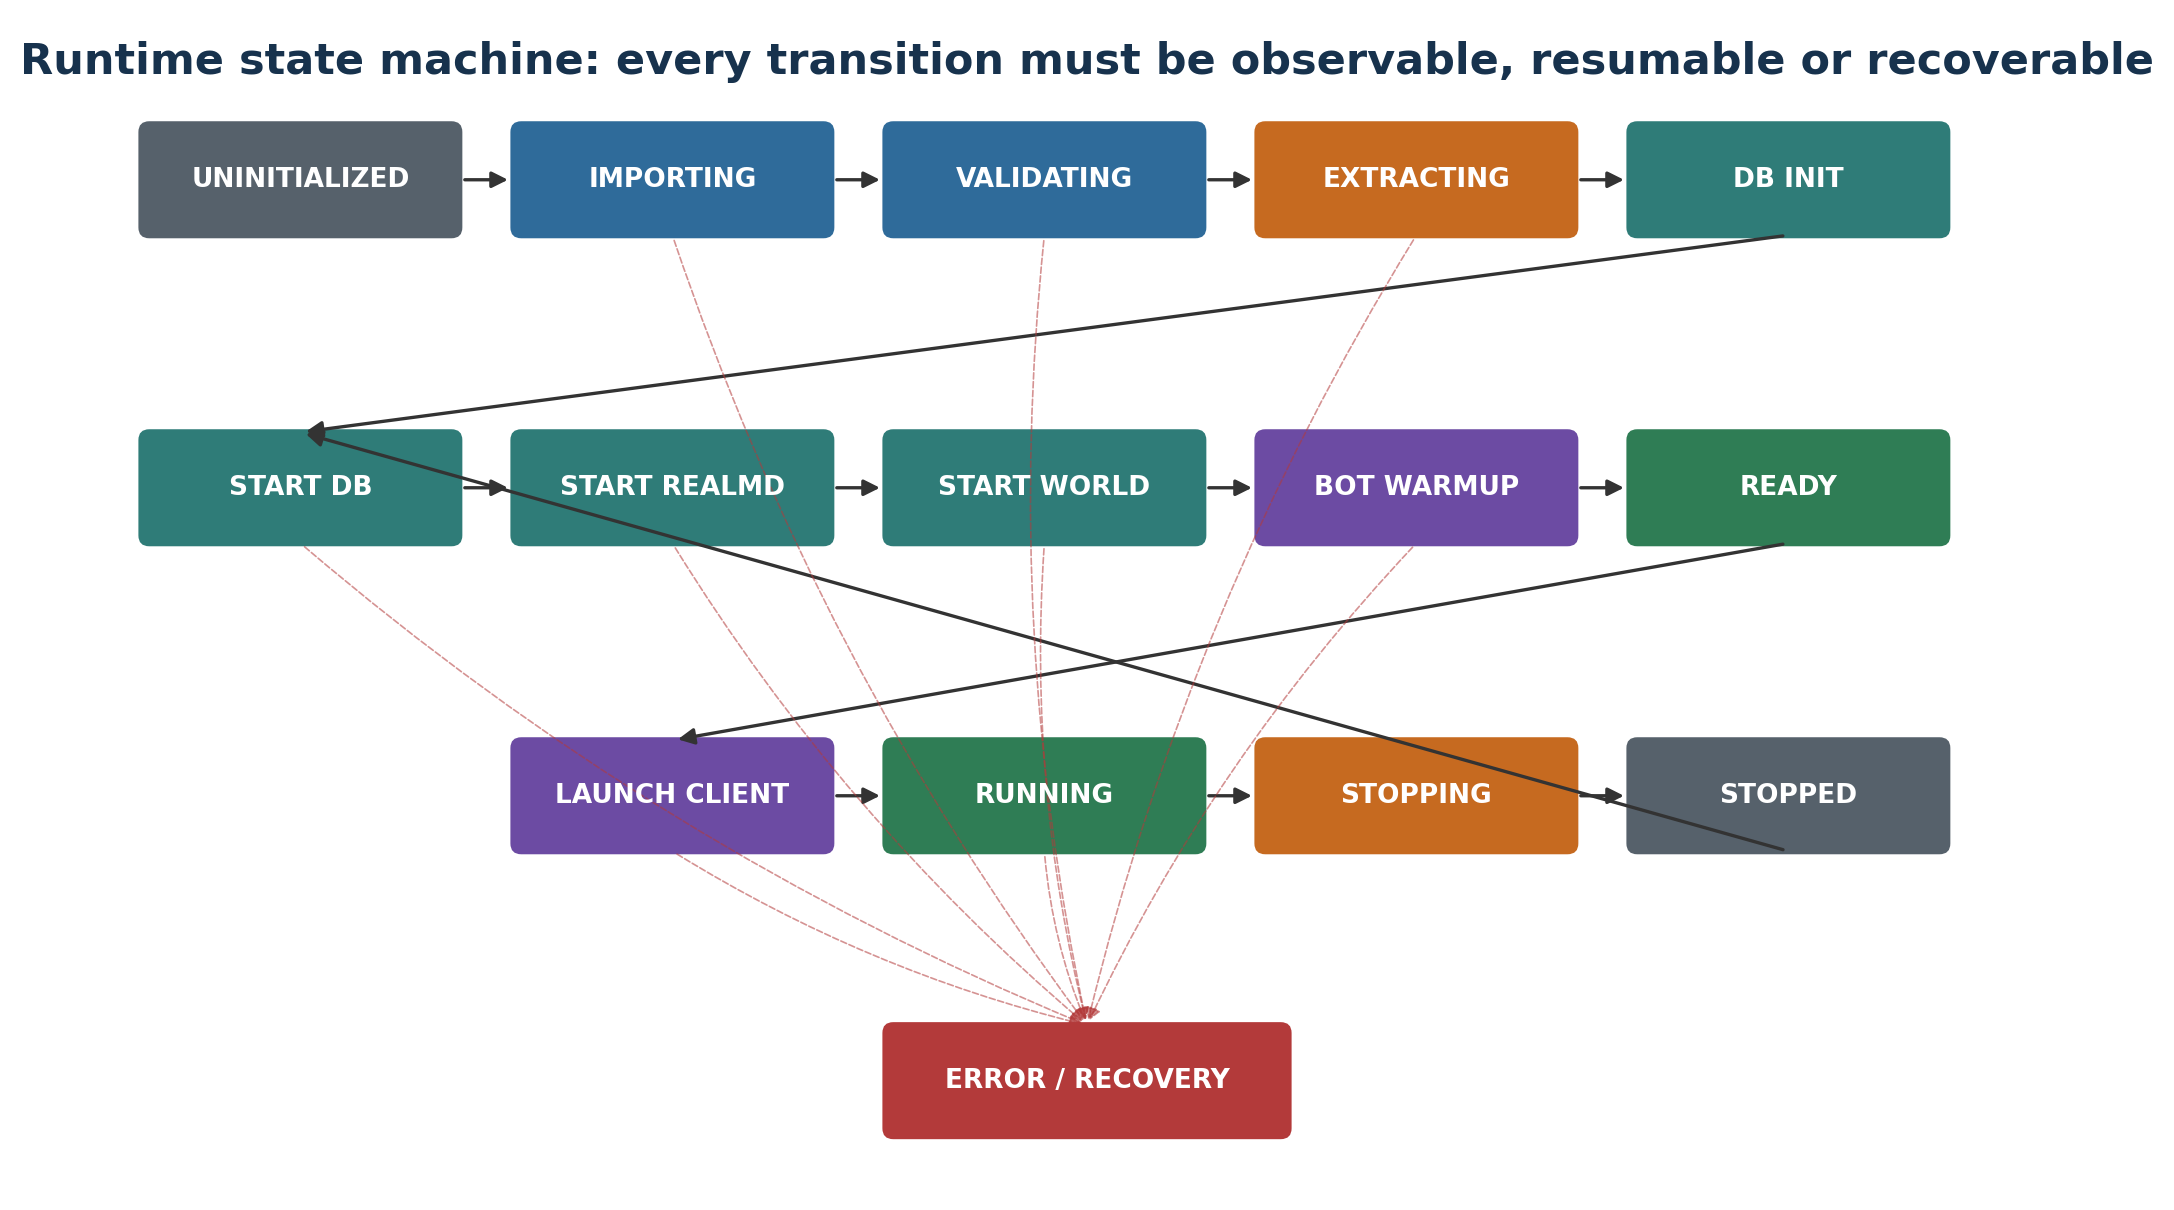 Runtime state machine: every transition must be observable, resumable or recoverable
UNINITIALIZED
IMPORTING
VALIDATING
EXTRACTING
DB INIT
START DB
START REALMD
START WORLD
BOT WARMUP
READY
LAUNCH CLIENT
RUNNING
STOPPING
STOPPED
ERROR / RECOVERY